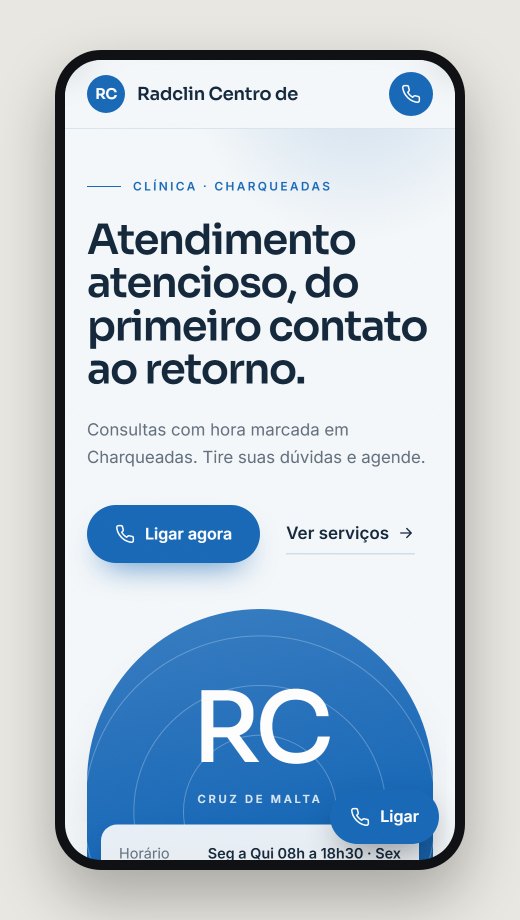 RC Radclin Centro de
CLÍNICA · CHARQUEADAS
Atendimento
atencioso, do
primeiro contato
ao retorno.
Consultas com hora marcada em
Charqueadas. Tire suas dúvidas e agende.
Ligar agora
Ver serviços →
RC
CRUZ DE MALTA
Ligar
Horário Seg a Qui 08h a 18h30 · Sex